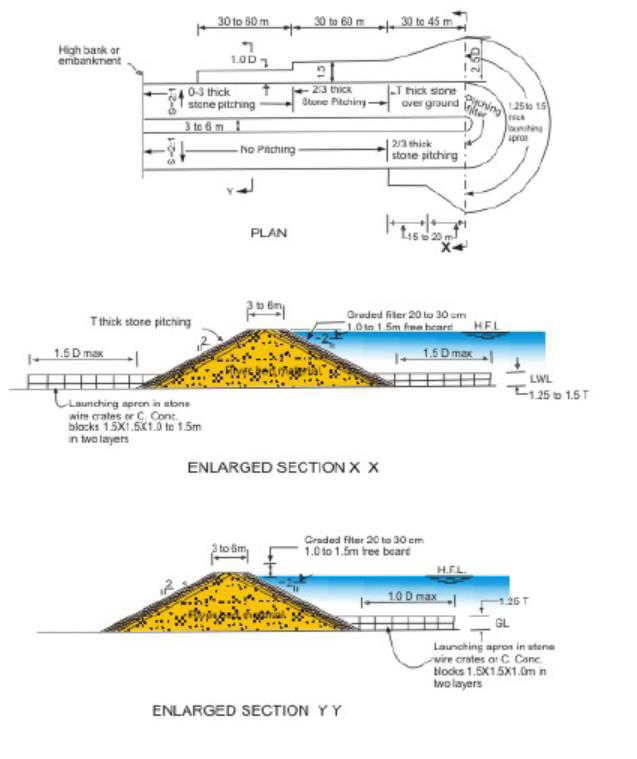 30 to 60 m
30 to 60 m
30 to 45 m
High bank or
embankment
1.0 D
1.5
2.5 D
S=2:1
0-3 thick
stone pitching
2/3 thick
Stone Pitching
T thick stone
over ground
Pitching
filter
1.25 to 1.5
thick
launching
apron
3 to 6 m
S=2:1
No Pitching
2/3 thick
stone pitching
Y
PLAN
15 to 20 m
X
3 to 6m
T thick stone pitching
Graded filter 20 to 30 cm
1.0 to 1.5m free board
H.F.L.
2
2
1.5 D max
1.5 D max
River bed material
LWL
1.25 to 1.5 T
Launching apron in stone
wire crates or C. Conc.
blocks 1.5X1.5X1.0 to 1.5m
in two layers
ENLARGED SECTION X X
3 to 6m
Graded filter 20 to 30 cm
1.0 to 1.5m free board
H.F.L.
2
2
1.0 D max
1.25 T
River bed material
GL
Launching apron in stone
wire crates or C. Conc.
blocks 1.5X1.5X1.0m in
two layers
ENLARGED SECTION Y Y